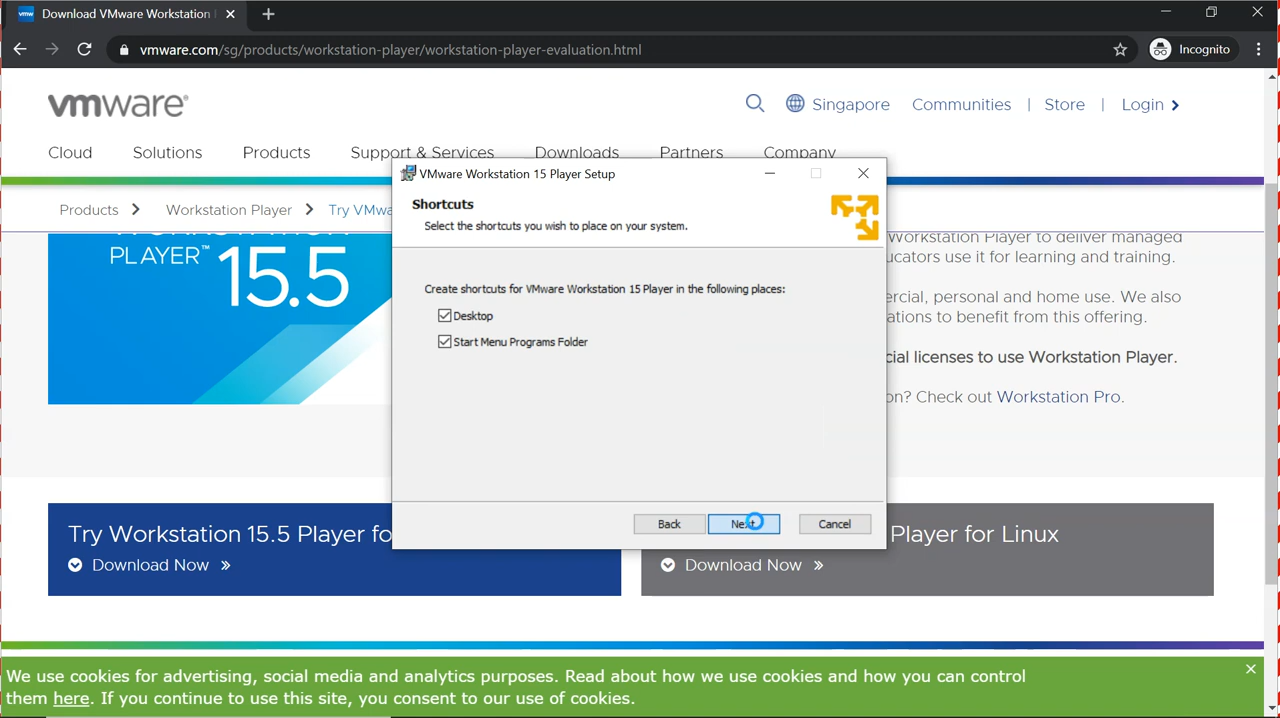 vmw Download VMware Workstation
vmware.com/sg/products/workstation-player/workstation-player-evaluation.html
Incognito
vmware
Singapore
Communities
|
Store
|
Login
Cloud
Solutions
Products
Support & Services
Downloads
Partners
Company
Products
Workstation Player
Try VMwa
PLAYER™ 15.5
Workstation Player to deliver managed
ucators use it for learning and training.
ercial, personal and home use. We also
ations to benefit from this offering.
cial licenses to use Workstation Player.
on? Check out Workstation Pro.
VMware Workstation 15 Player Setup
Shortcuts
Select the shortcuts you wish to place on your system.
Create shortcuts for VMware Workstation 15 Player in the following places:
Desktop
Start Menu Programs Folder
Back
Next
Cancel
Try Workstation 15.5 Player fo
Download Now »
Player for Linux
Download Now »
We use cookies for advertising, social media and analytics purposes. Read about how we use cookies and how you can control
them here. If you continue to use this site, you consent to our use of cookies.